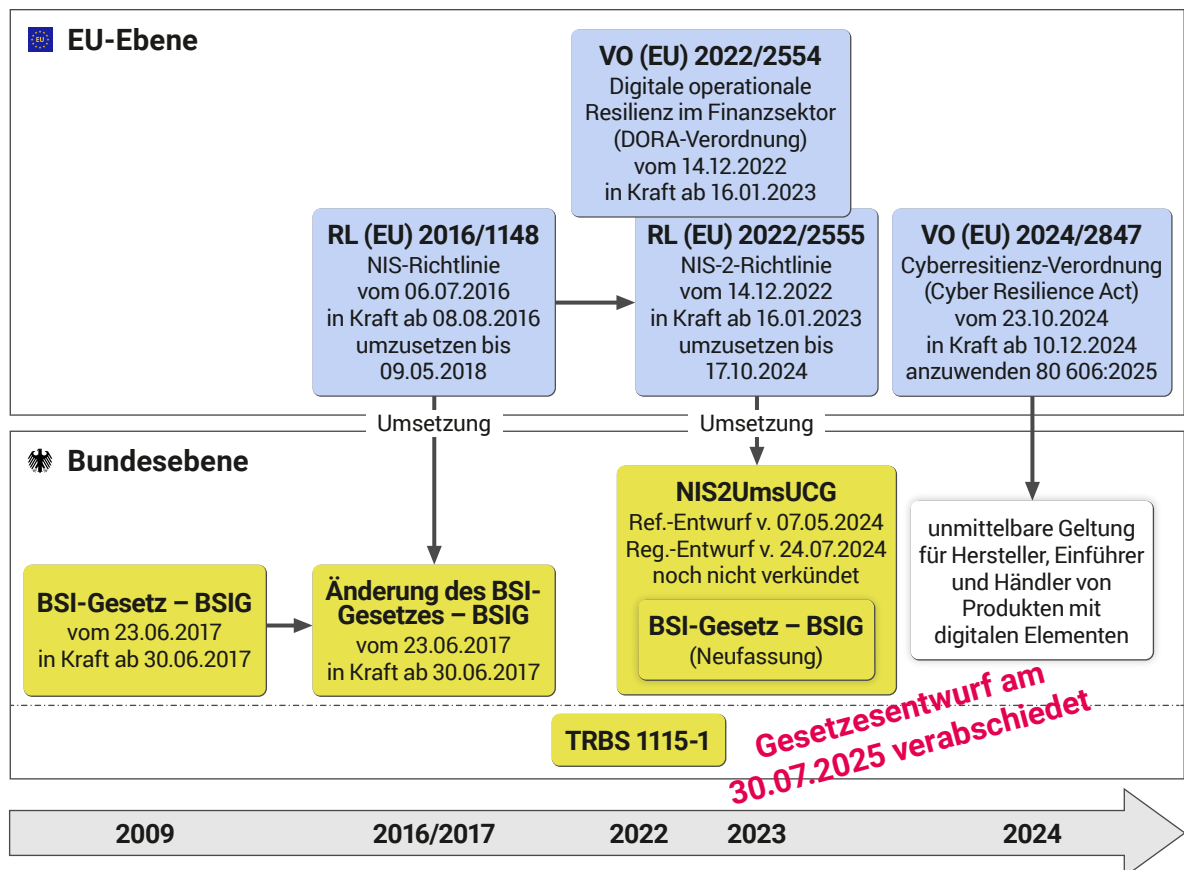 EU-Ebene
VO (EU) 2022/2554
Digitale operationale
Resilienz im Finanzsektor
(DORA-Verordnung)
vom 14.12.2022
in Kraft ab 16.01.2023
RL (EU) 2016/1148
NIS-Richtlinie
vom 06.07.2016
in Kraft ab 08.08.2016
umzusetzen bis
09.05.2018
RL (EU) 2022/2555
NIS-2-Richtlinie
vom 14.12.2022
in Kraft ab 16.01.2023
umzusetzen bis
17.10.2024
VO (EU) 2024/2847
Cyberresitienz-Verordnung
(Cyber Resilience Act)
vom 23.10.2024
in Kraft ab 10.12.2024
anzuwenden 80 606:2025
Umsetzung
Umsetzung
Bundesebene
BSI-Gesetz – BSIG
vom 23.06.2017
in Kraft ab 30.06.2017
Änderung des BSI-
Gesetzes – BSIG
vom 23.06.2017
in Kraft ab 30.06.2017
NIS2UmsUCG
Ref.-Entwurf v. 07.05.2024
Reg.-Entwurf v. 24.07.2024
noch nicht verkündet
BSI-Gesetz – BSIG
(Neufassung)
unmittelbare Geltung
für Hersteller, Einführer
und Händler von
Produkten mit
digitalen Elementen
TRBS 1115-1
Gesetzesentwurf am
30.07.2025 verabschiedet
2009
2016/2017
2022
2023
2024